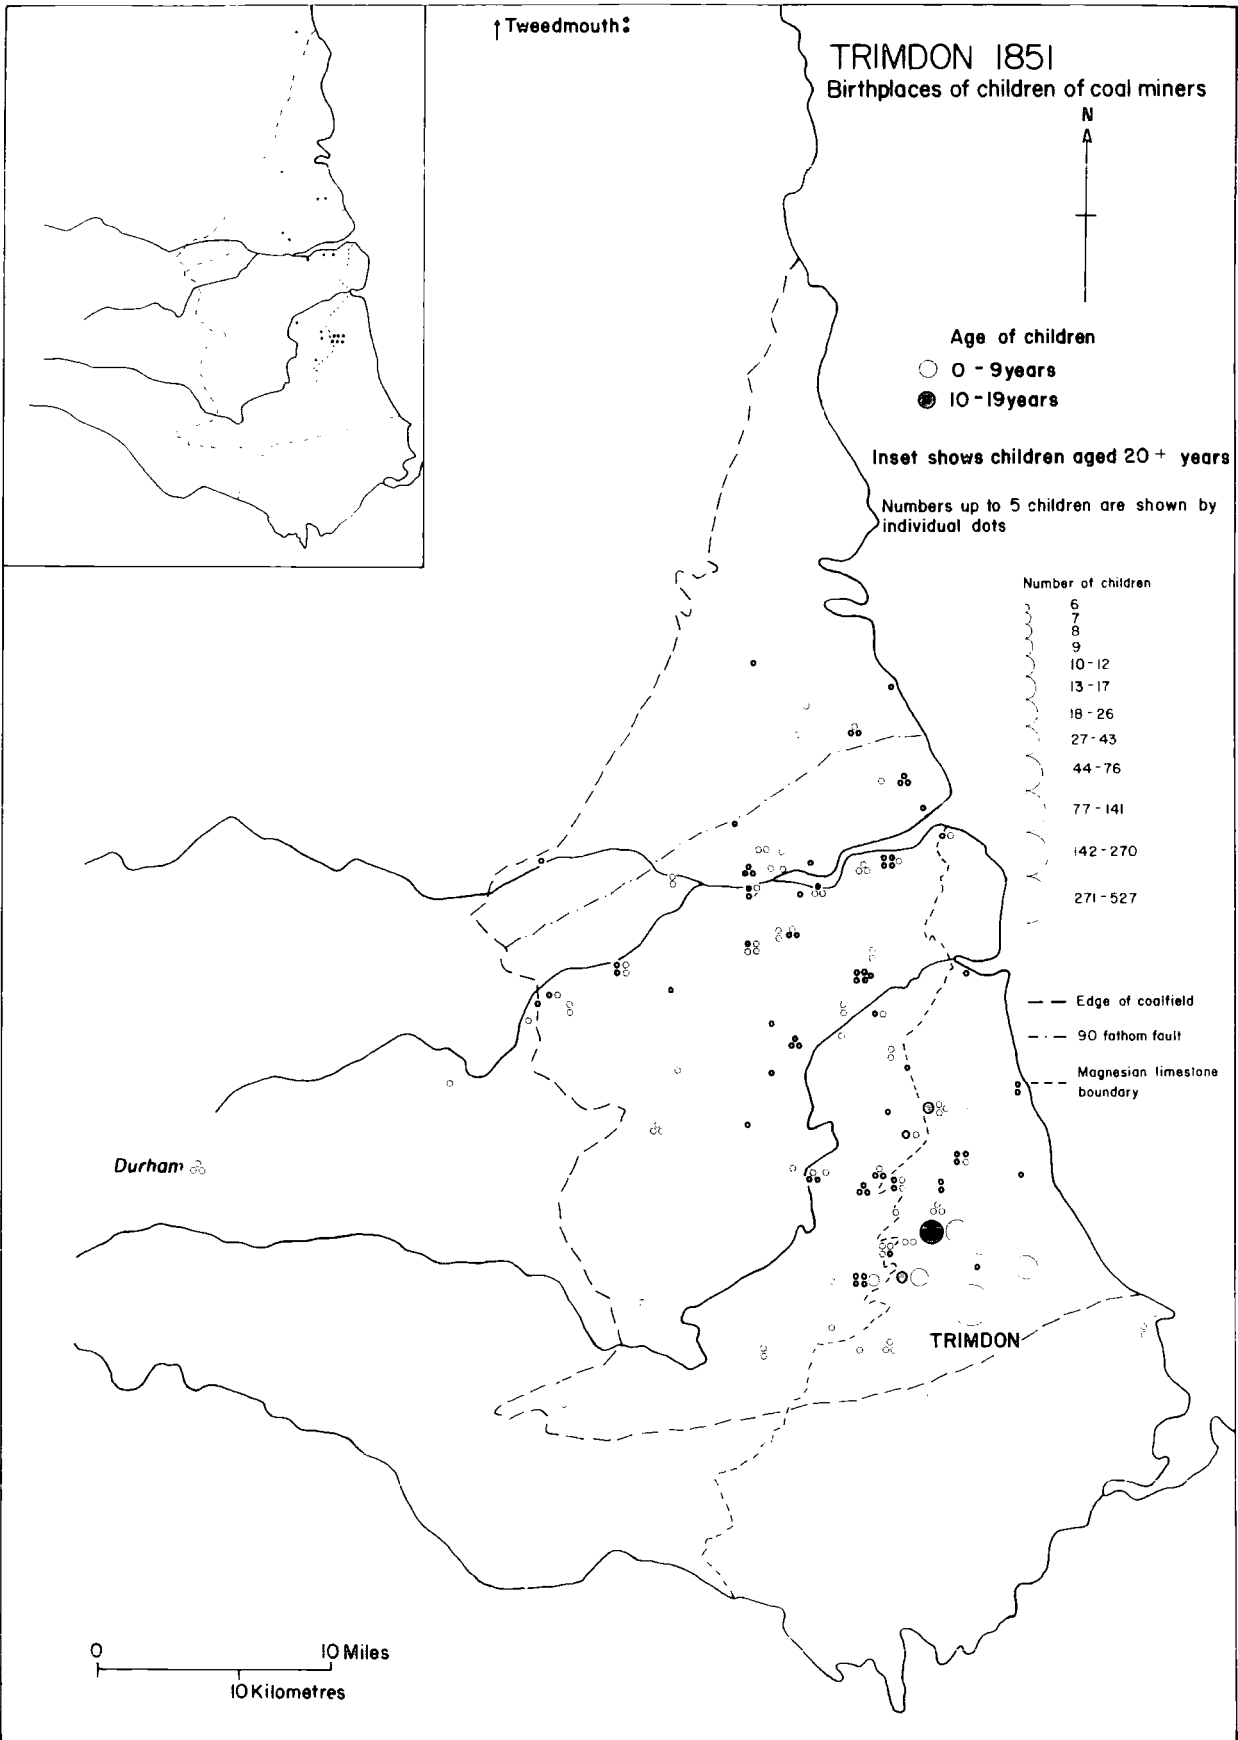 ↑Tweedmouth:
TRIMDON 1851
Birthplaces of children of coal miners
N
Age of children
0-9years
10-19years
Inset shows children aged 20+ years
Numbers up to 5 children are shown by
individual dots
Number of children
6
7
8
9
10-12
13-17
18-26
27-43
44-76
77-141
142-270
271-527
Edge of coalfield
90 fathom fault
Magnesian limestone
boundary
Durham
TRIMDON
0 10 Miles
10 Kilometres